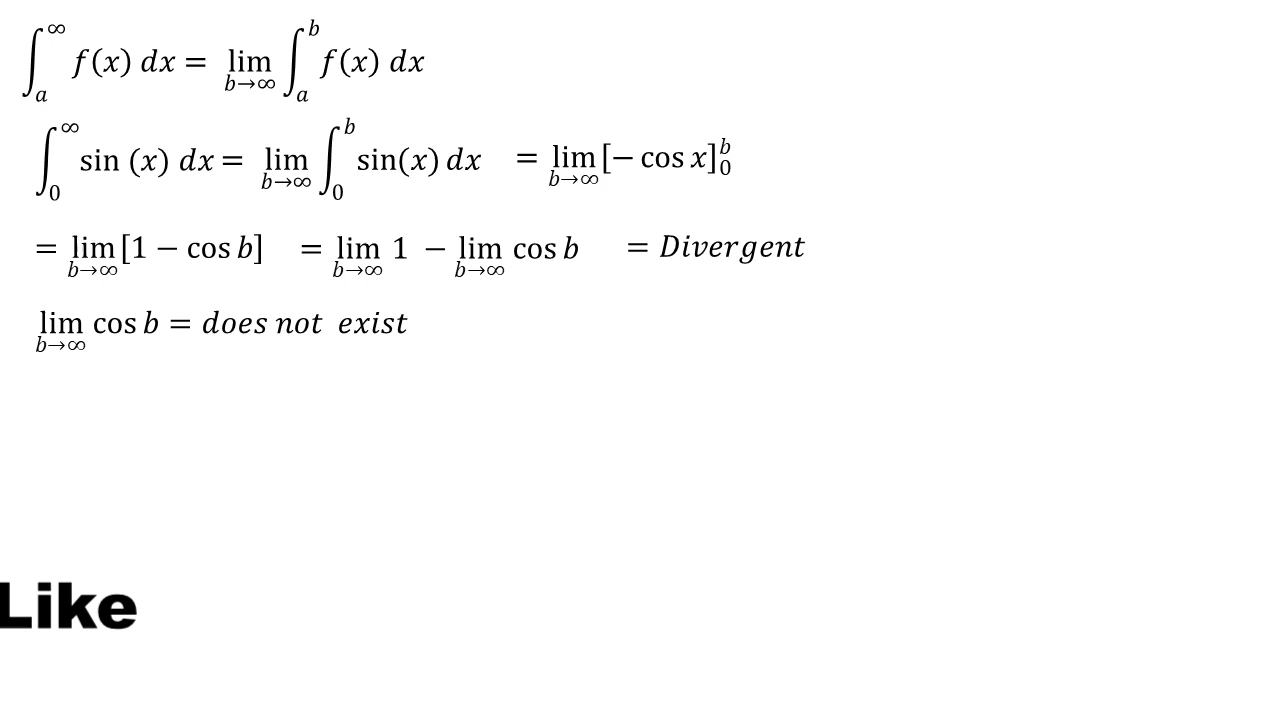 ∫_a^∞ f(x) dx = lim_{b→∞} ∫_a^b f(x) dx
∫_0^∞ sin (x) dx = lim_{b→∞} ∫_0^b sin(x) dx = lim_{b→∞} [− cos x]_0^b
= lim_{b→∞} [1 − cos b] = lim_{b→∞} 1 − lim_{b→∞} cos b = Divergent
lim_{b→∞} cos b = does not exist
Like